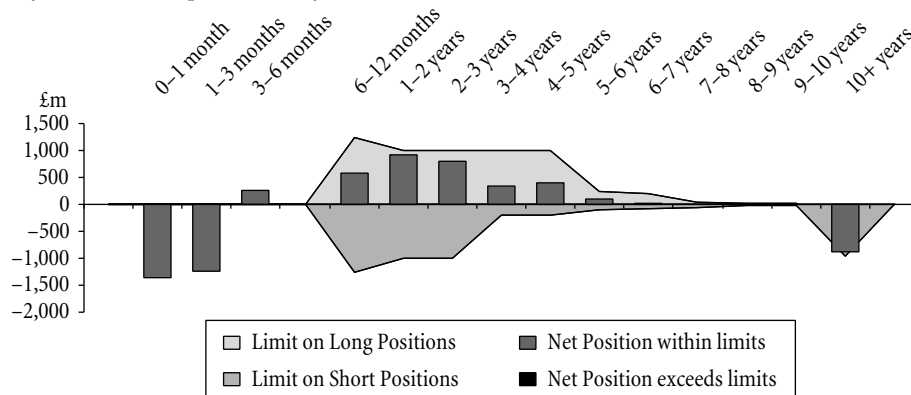 0–1 month
1–3 months
3–6 months
6–12 months
1–2 years
2–3 years
3–4 years
4–5 years
5–6 years
6–7 years
7–8 years
8–9 years
9–10 years
10+ years
£m
1,500
1,000
500
0
–500
–1,000
–1,500
–2,000
Limit on Long Positions
Net Position within limits
Limit on Short Positions
Net Position exceeds limits